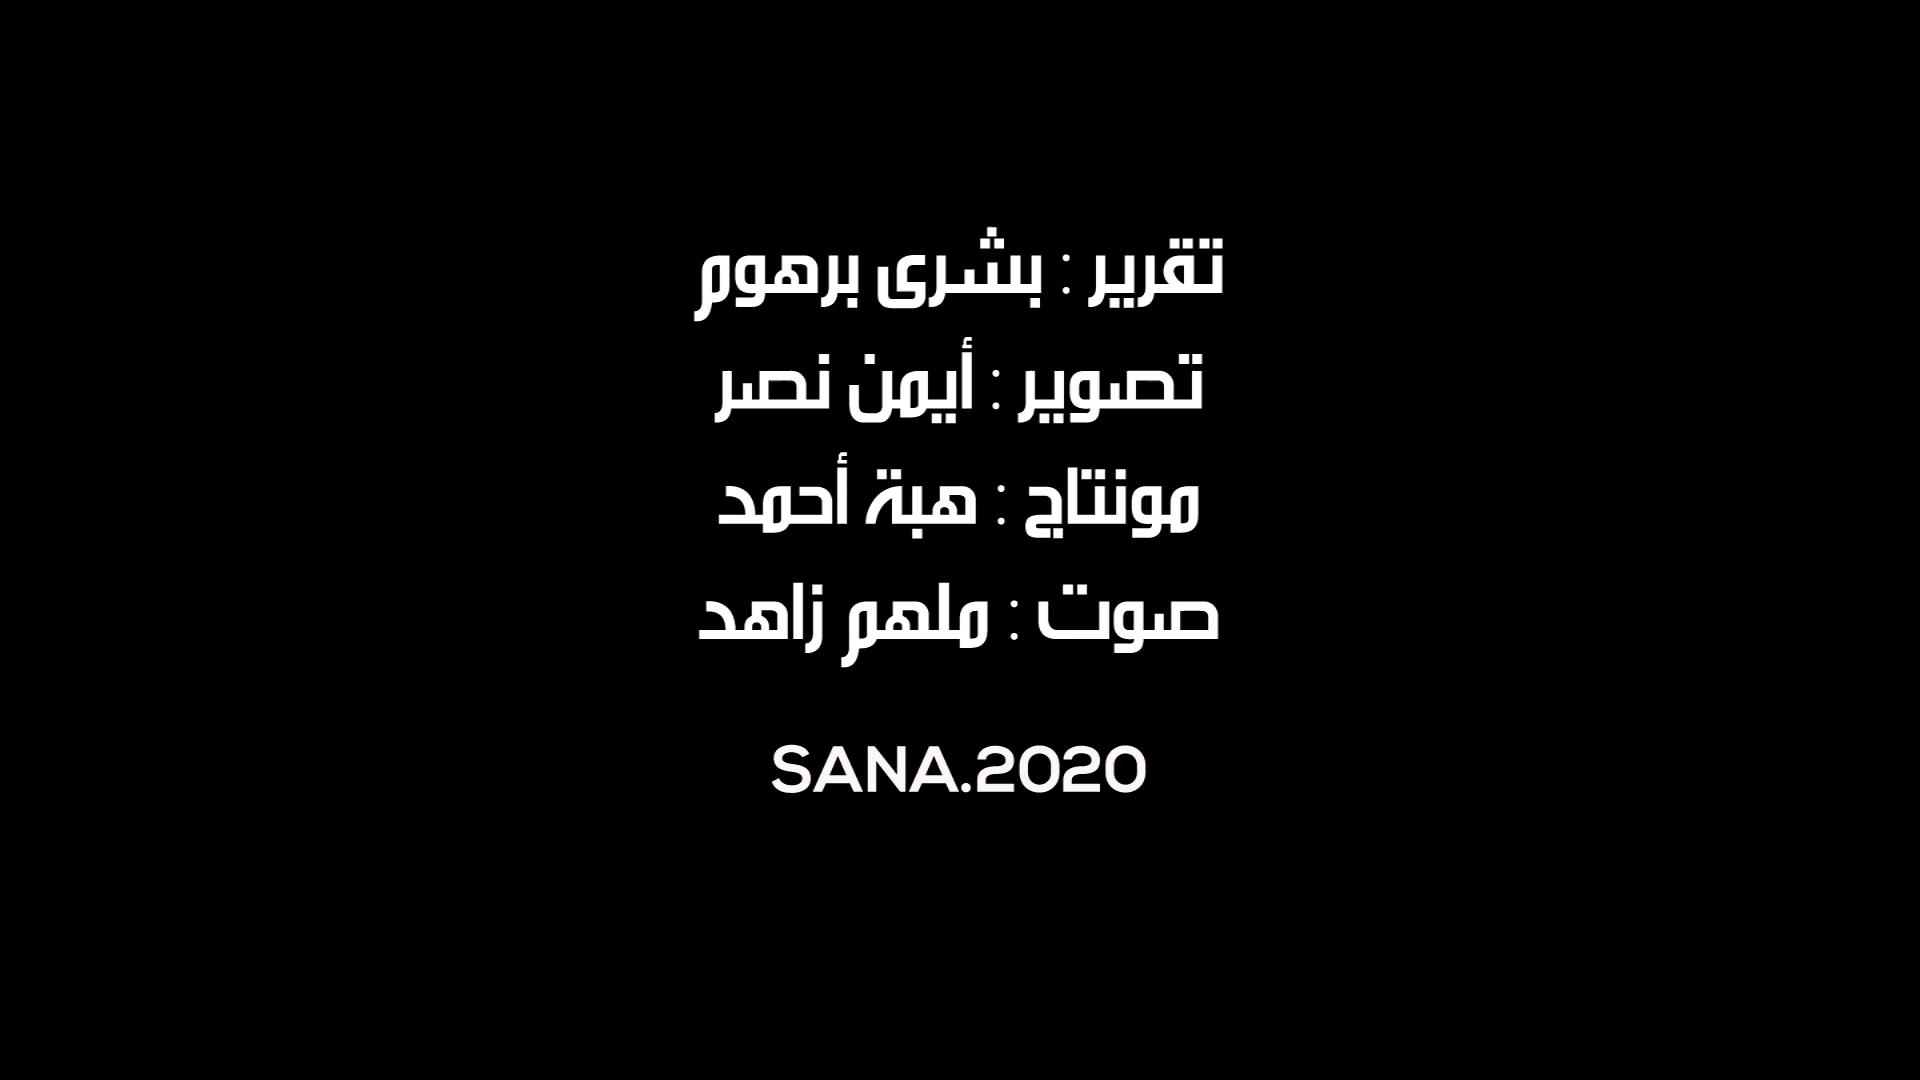 تقرير : بشرى برهوم
تصوير : أيمن نصر
مونتاج : هبة أحمد
صوت : ملهم زاهد
SANA.2020